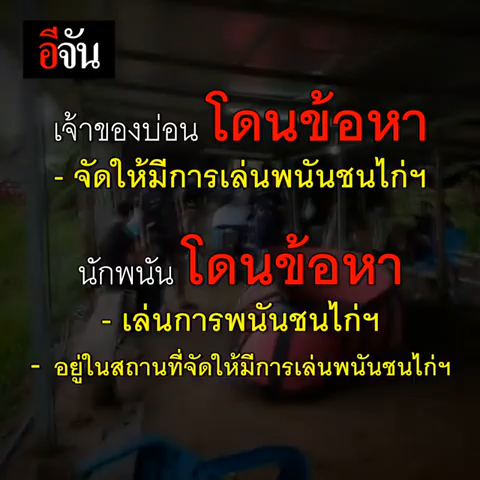 อีจัน
เจ้าของบ่อน โดนข้อหา
- จัดให้มีการเล่นพนันชนไก่ฯ
นักพนัน โดนข้อหา
- เล่นการพนันชนไก่ฯ
- อยู่ในสถานที่จัดให้มีการเล่นพนันชนไก่ฯ